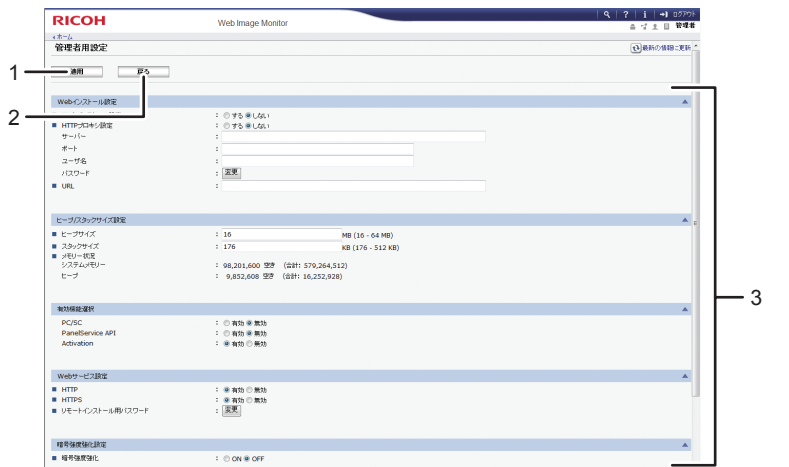 RICOH
Web Image Monitor
? i ログアウト
ホーム
管理者
管理者用設定
最新の情報に更新
1
適用 戻る
2
3
Webインストール設定
: する しない
HTTPプロキシ設定 : する しない
サーバー :
ポート :
ユーザ名 :
パスワード : 変更
URL :
ヒープ/スタックサイズ設定
ヒープサイズ : 16 MB (16 - 64 MB)
スタックサイズ : 176 KB (176 - 512 KB)
メモリー状況
システムメモリー : 98,201,600 空き (合計: 579,264,512)
ヒープ : 9,852,608 空き (合計: 16,252,928)
有効機能選択
PC/SC : 有効 無効
PanelService API : 有効 無効
Activation : 有効 無効
Webサービス設定
HTTP : 有効 無効
HTTPS : 有効 無効
リモートインストール用パスワード : 変更
暗号強度強化設定
暗号強度強化 : ON OFF